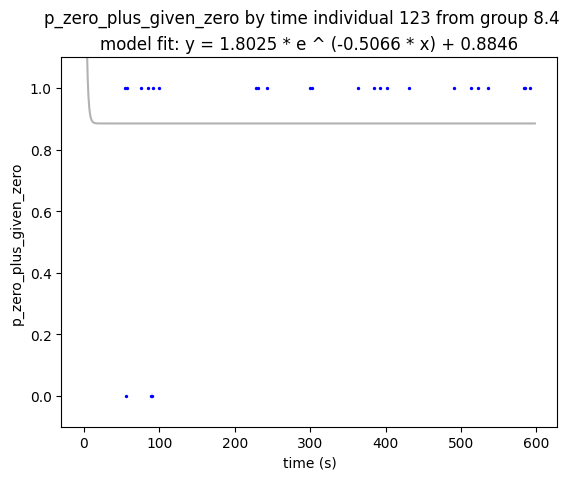 p_zero_plus_given_zero by time individual 123 from group 8.4
model fit: y = 1.8025 * e ^ (-0.5066 * x) + 0.8846
1.0
0.8
0.6
0.4
0.2
0.0
p_zero_plus_given_zero
0 100 200 300 400 500 600
time (s)